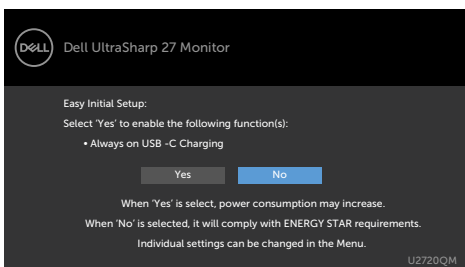 DELL
Dell UltraSharp 27 Monitor
Easy Initial Setup:
Select 'Yes' to enable the following function(s):
• Always on USB -C Charging
Yes No
When 'Yes' is select, power consumption may increase.
When 'No' is selected, it will comply with ENERGY STAR requirements.
Individual settings can be changed in the Menu.
U2720QM